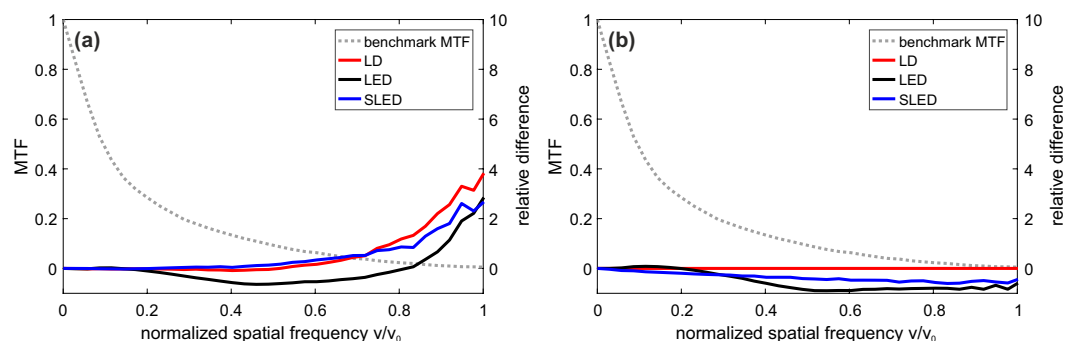 (a)
benchmark MTF
LD
LED
SLED
1
0.8
0.6
0.4
0.2
0
MTF
10
8
6
4
2
0
relative difference
0
0.2
0.4
0.6
0.8
1
normalized spatial frequency ν/ν₀
(b)
benchmark MTF
LD
LED
SLED
1
0.8
0.6
0.4
0.2
0
MTF
10
8
6
4
2
0
relative difference
0
0.2
0.4
0.6
0.8
1
normalized spatial frequency ν/ν₀